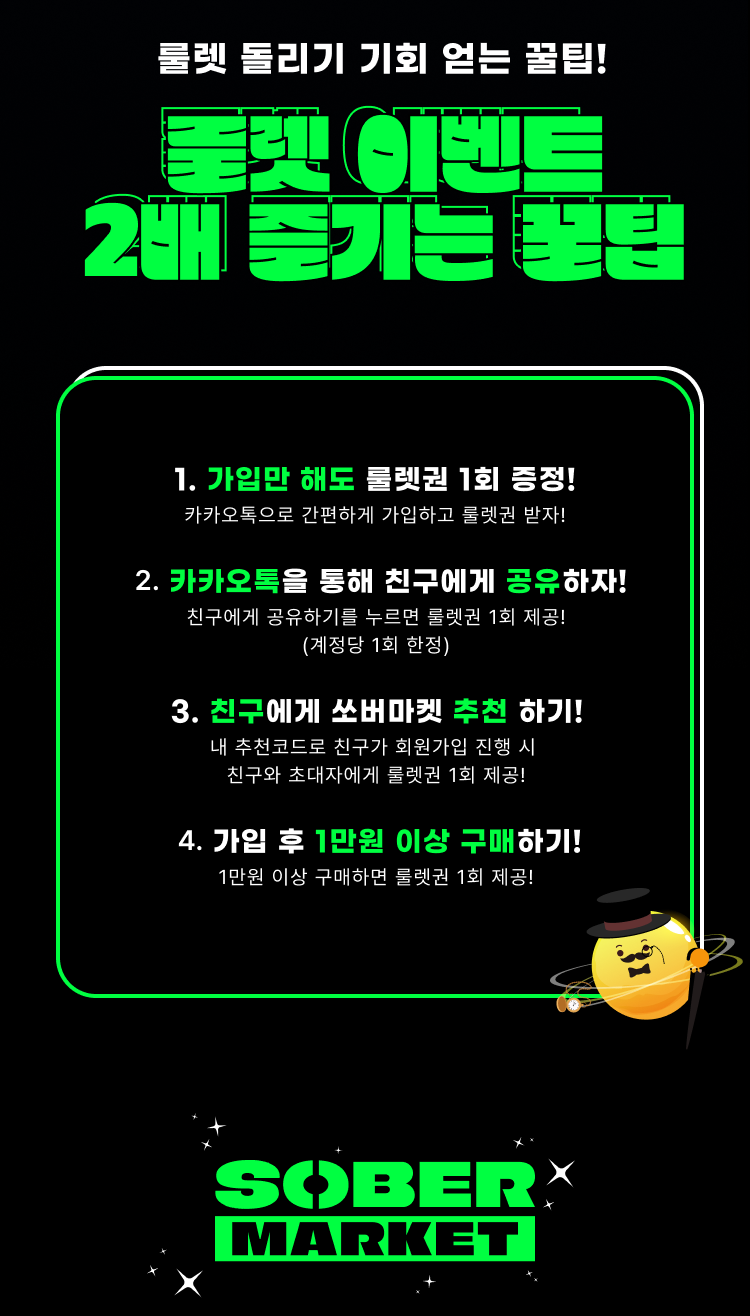 룰렛 돌리기 기회 얻는 꿀팁!
룰렛 이벤트
2배 즐기는 꿀팁
1. 가입만 해도 룰렛권 1회 증정!
카카오톡으로 간편하게 가입하고 룰렛권 받자!
2. 카카오톡을 통해 친구에게 공유하자!
친구에게 공유하기를 누르면 룰렛권 1회 제공!
(계정당 1회 한정)
3. 친구에게 쏘버마켓 추천 하기!
내 추천코드로 친구가 회원가입 진행 시
친구와 초대자에게 룰렛권 1회 제공!
4. 가입 후 1만원 이상 구매하기!
1만원 이상 구매하면 룰렛권 1회 제공!
SOBER
MARKET